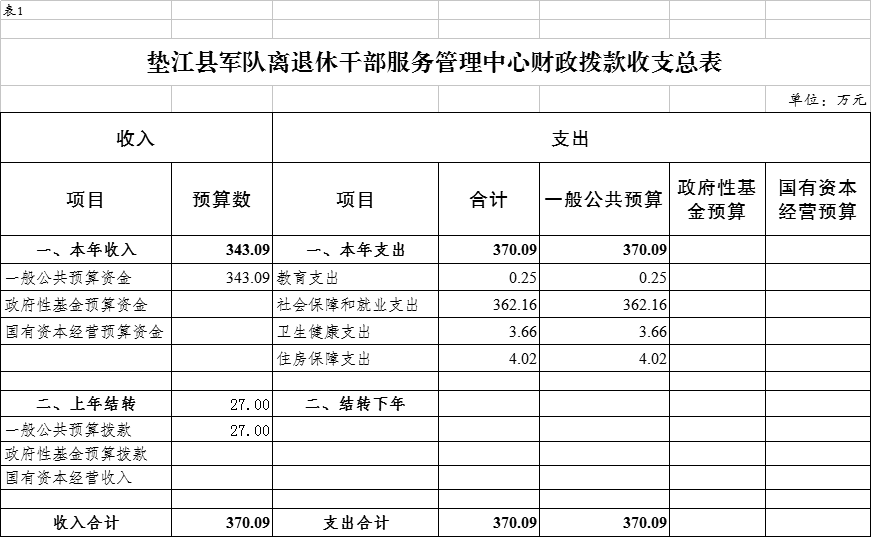 表1
垫江县军队离退休干部服务管理中心财政拨款收支总表
单位：万元
收入 支出
项目 预算数 项目 合计 一般公共预算 政府性基金预算 国有资本经营预算
一、本年收入 343.09 一、本年支出 370.09 370.09
一般公共预算资金 343.09 教育支出 0.25 0.25
政府性基金预算资金 社会保障和就业支出 362.16 362.16
国有资本经营预算资金 卫生健康支出 3.66 3.66
住房保障支出 4.02 4.02
二、上年结转 27.00 二、结转下年
一般公共预算拨款 27.00
政府性基金预算拨款
国有资本经营收入
收入合计 370.09 支出合计 370.09 370.09